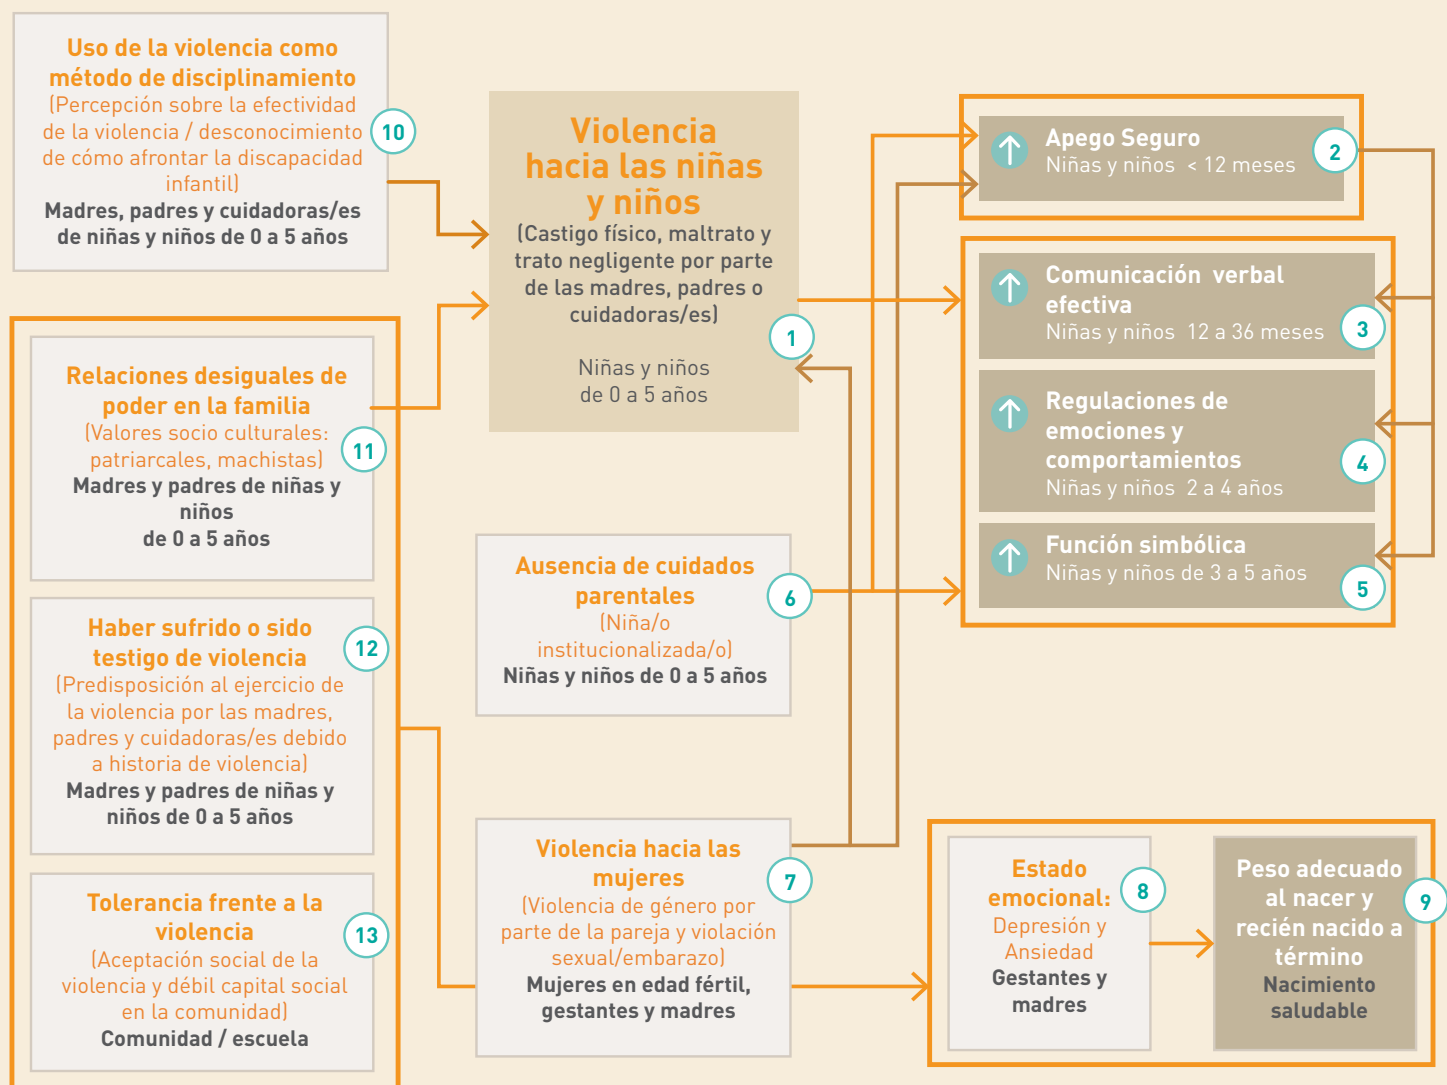 Uso de la violencia como
método de disciplinamiento
(Percepción sobre la efectividad
de la violencia / desconocimiento
de cómo afrontar la discapacidad
infantil)
Madres, padres y cuidadoras/es
de niñas y niños de 0 a 5 años
10
Violencia
hacia las niñas
y niños
(Castigo físico, maltrato y
trato negligente por parte
de las madres, padres o
cuidadoras/es)
Niñas y niños
de 0 a 5 años
1
Apego Seguro
Niñas y niños < 12 meses
2
Comunicación verbal
efectiva
Niñas y niños 12 a 36 meses
3
Regulaciones de
emociones y
comportamientos
Niñas y niños 2 a 4 años
4
Función simbólica
Niñas y niños de 3 a 5 años
5
Relaciones desiguales de
poder en la familia
(Valores socio culturales:
patriarcales, machistas)
Madres y padres de niñas y
niños
de 0 a 5 años
11
Ausencia de cuidados
parentales
(Niña/o
institucionalizada/o)
Niñas y niños de 0 a 5 años
6
Haber sufrido o sido
testigo de violencia
(Predisposición al ejercicio de
la violencia por las madres,
padres y cuidadoras/es debido
a historia de violencia)
Madres y padres de niñas y
niños de 0 a 5 años
12
Violencia hacia las
mujeres
(Violencia de género por
parte de la pareja y violación
sexual/embarazo)
Mujeres en edad fértil,
gestantes y madres
7
Estado
emocional:
Depresión y
Ansiedad
Gestantes y
madres
8
Peso adecuado
al nacer y
recién nacido a
término
Nacimiento
saludable
9
Tolerancia frente a la
violencia
(Aceptación social de la
violencia y débil capital social
en la comunidad)
Comunidad / escuela
13